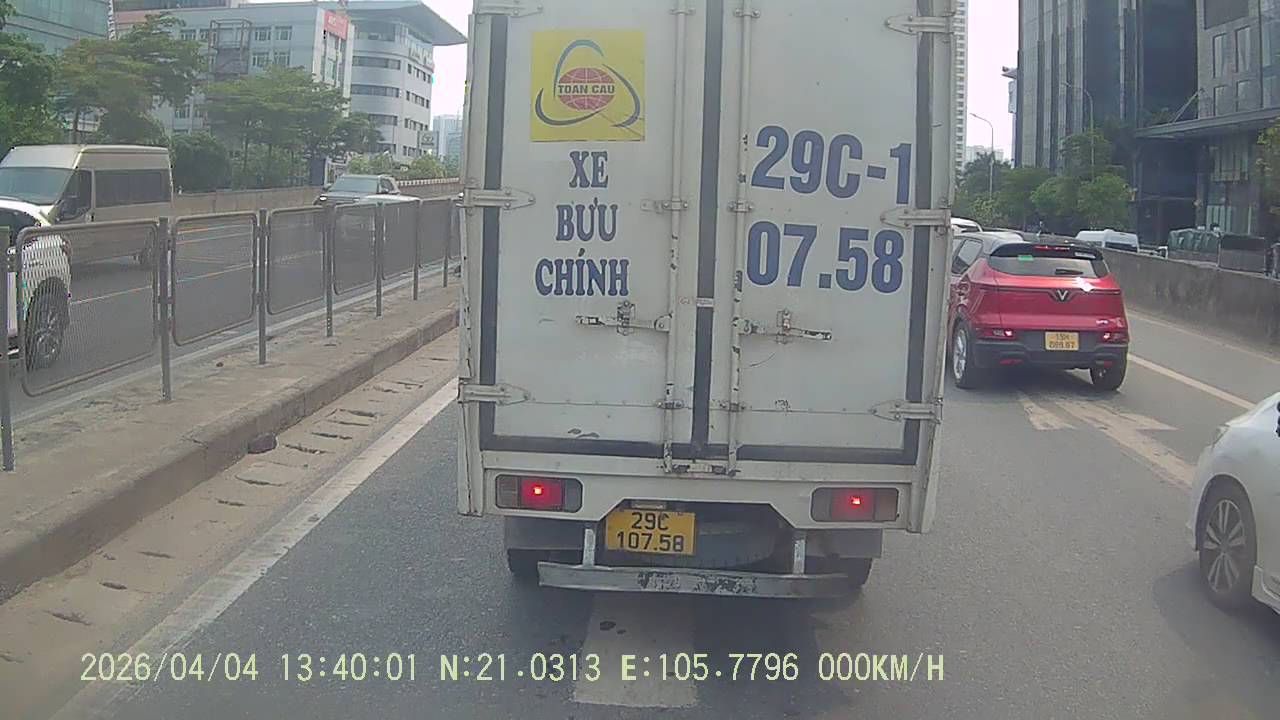 TOAN CAU
XE
BƯU
CHÍNH
29C-1
07.58
29C
107.58
2026/04/04 13:40:01 N:21.0313 E:105.7796 000KM/H